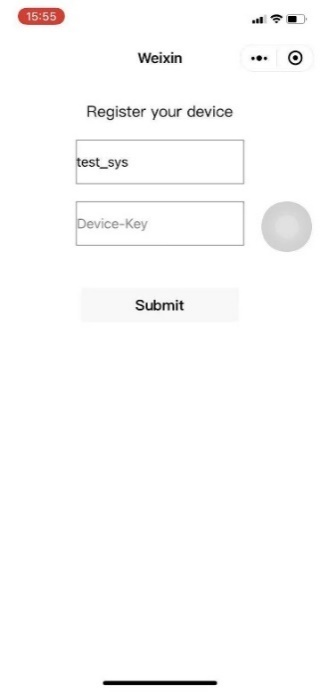 15:55
Weixin
Register your device
test_sys
Device-Key
Submit